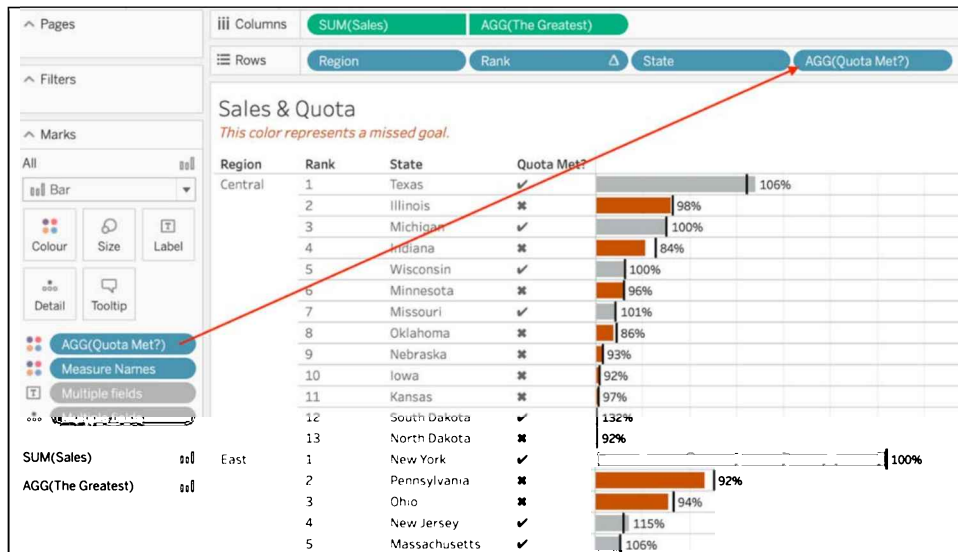 Pages
Columns SUM(Sales) AGG(The Greatest)
Rows Region Rank Δ State AGG(Quota Met?)
Filters
Sales & Quota
This color represents a missed goal.
Marks
All
Bar
Colour Size Label
Detail Tooltip
AGG(Quota Met?)
Measure Names
Multiple fields
SUM(Sales)
AGG(The Greatest)
Region Rank State Quota Met?
Central 1 Texas ✔ 106%
2 Illinois ✖ 98%
3 Michigan ✔ 100%
4 Indiana ✖ 84%
5 Wisconsin ✔ 100%
6 Minnesota ✖ 96%
7 Missouri ✔ 101%
8 Oklahoma ✖ 86%
9 Nebraska ✖ 93%
10 Iowa ✖ 92%
11 Kansas ✖ 97%
12 South Dakota ✔ 132%
13 North Dakota ✖ 92%
East 1 New York ✔ 100%
2 Pennsylvania ✖ 92%
3 Ohio ✖ 94%
4 New Jersey ✔ 115%
5 Massachusetts ✔ 106%